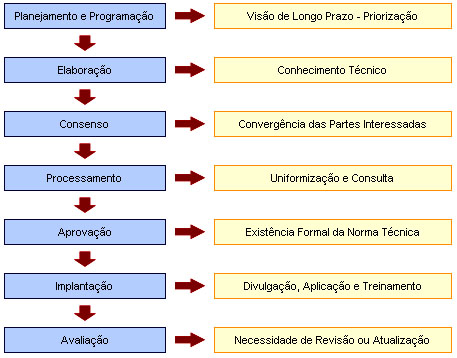 Planejamento e Programação
Visão de Longo Prazo - Priorização
Elaboração
Conhecimento Técnico
Consenso
Convergência das Partes Interessadas
Processamento
Uniformização e Consulta
Aprovação
Existência Formal da Norma Técnica
Implantação
Divulgação, Aplicação e Treinamento
Avaliação
Necessidade de Revisão ou Atualização